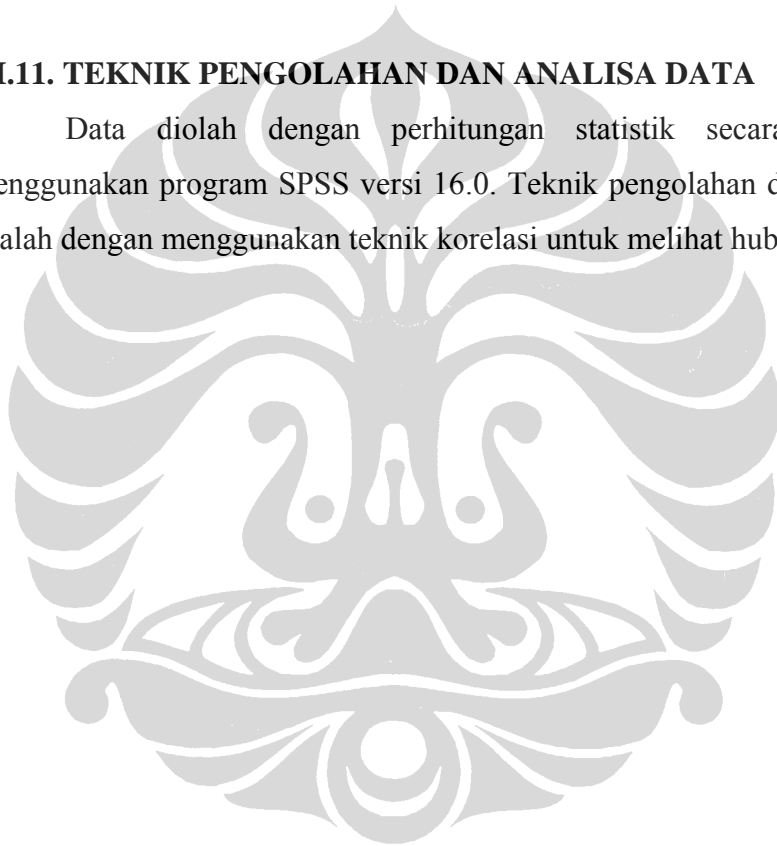 I.11. TEKNIK PENGOLAHAN DAN ANALISA DATA
Data diolah dengan perhitungan statistik secara
enggunakan program SPSS versi 16.0. Teknik pengolahan d
alah dengan menggunakan teknik korelasi untuk melihat hub